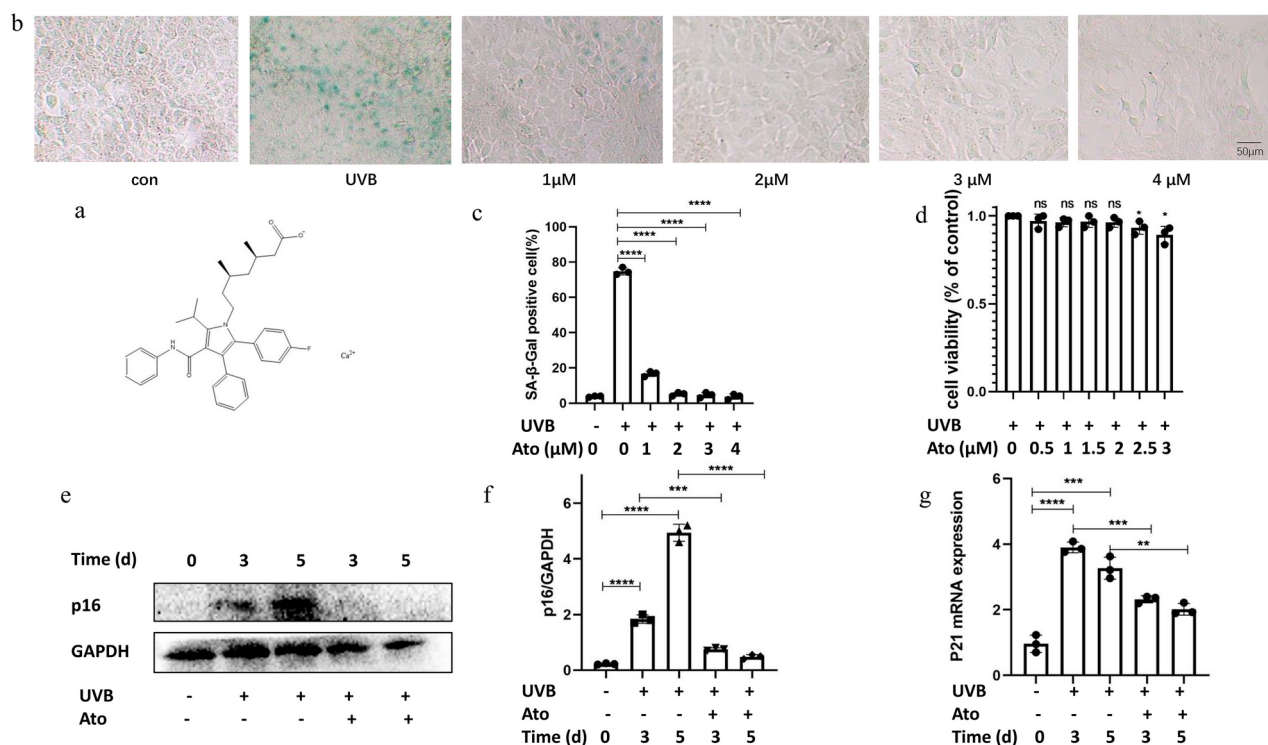 b
con UVB 1μM 2μM 3 μM 4 μM
50μm
a
O
O⁻
N
NH
O
F
Ca²⁺
c
SA-β-Gal positive cell(%)
100
80
60
40
20
0
****
****
****
****
UVB - + + + + +
Ato (μM) 0 0 1 2 3 4
d
cell viability (% of control)
1.0
0.5
0.0
ns ns ns ns * *
UVB + + + + + + +
Ato (μM) 0 0.5 1 1.5 2 2.5 3
e
Time (d) 0 3 5 3 5
p16
GAPDH
UVB - + + + +
Ato - - - + +
f
p16/GAPDH
6
4
2
0
****
***
****
****
UVB - + + + +
Ato - - - + +
Time (d) 0 3 5 3 5
g
P21 mRNA expression
6
4
2
0
***
****
***
**
UVB - + + + +
Ato - - - + +
Time (d) 0 3 5 3 5